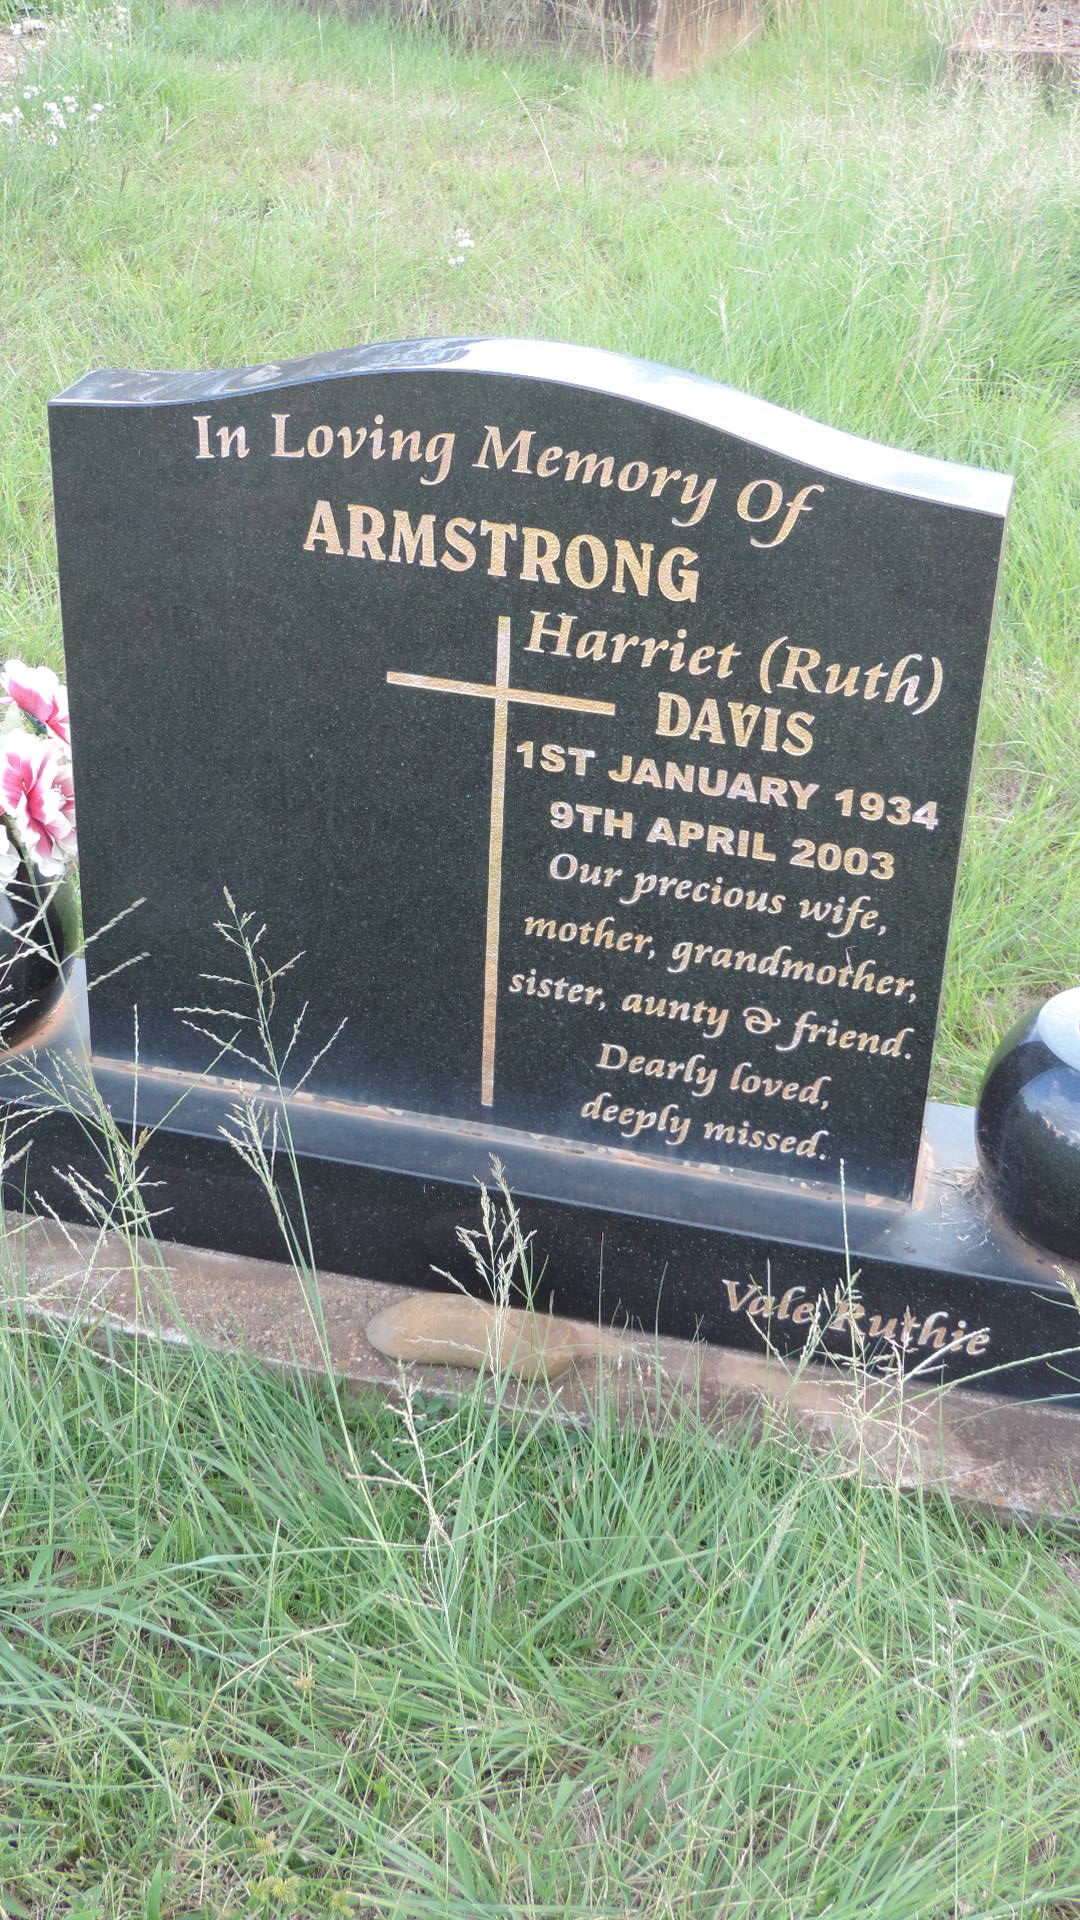 In Loving Memory Of
ARMSTRONG
Harriet (Ruth)
DAVIS
1ST JANUARY 1934
9TH APRIL 2003
Our precious wife,
mother, grandmother,
sister, aunty & friend.
Dearly loved,
deeply missed.
Vale Ruthie